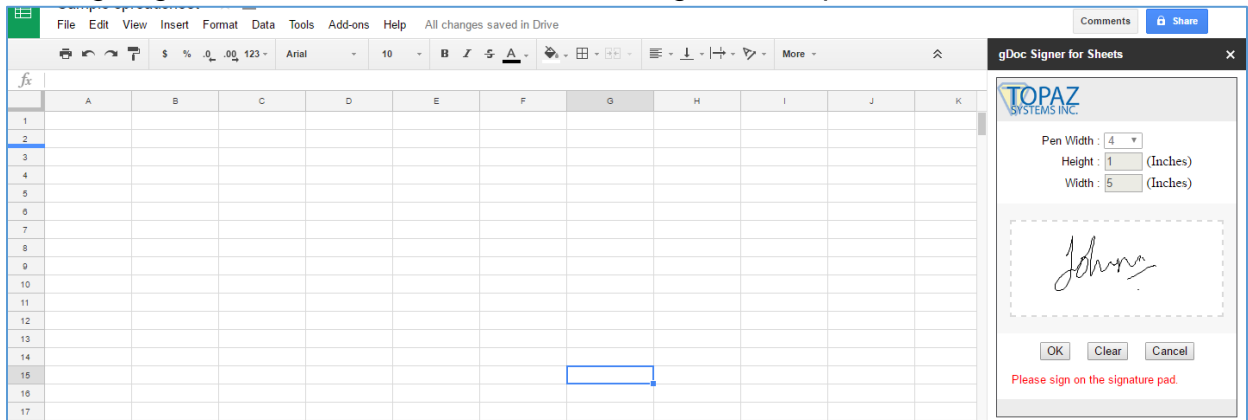 File Edit View Insert Format Data Tools Add-ons Help All changes saved in Drive
Comments Share
$ % .0 .00 123 Arial 10 B I S A More
gDoc Signer for Sheets ×
fx
A B C D E F G H I J K
1
2
3
4
5
6
7
8
9
10
11
12
13
14
15
16
17
TOPAZ
SYSTEMS INC.
Pen Width : 4
Height : 1 (Inches)
Width : 5 (Inches)
OK Clear Cancel
Please sign on the signature pad.